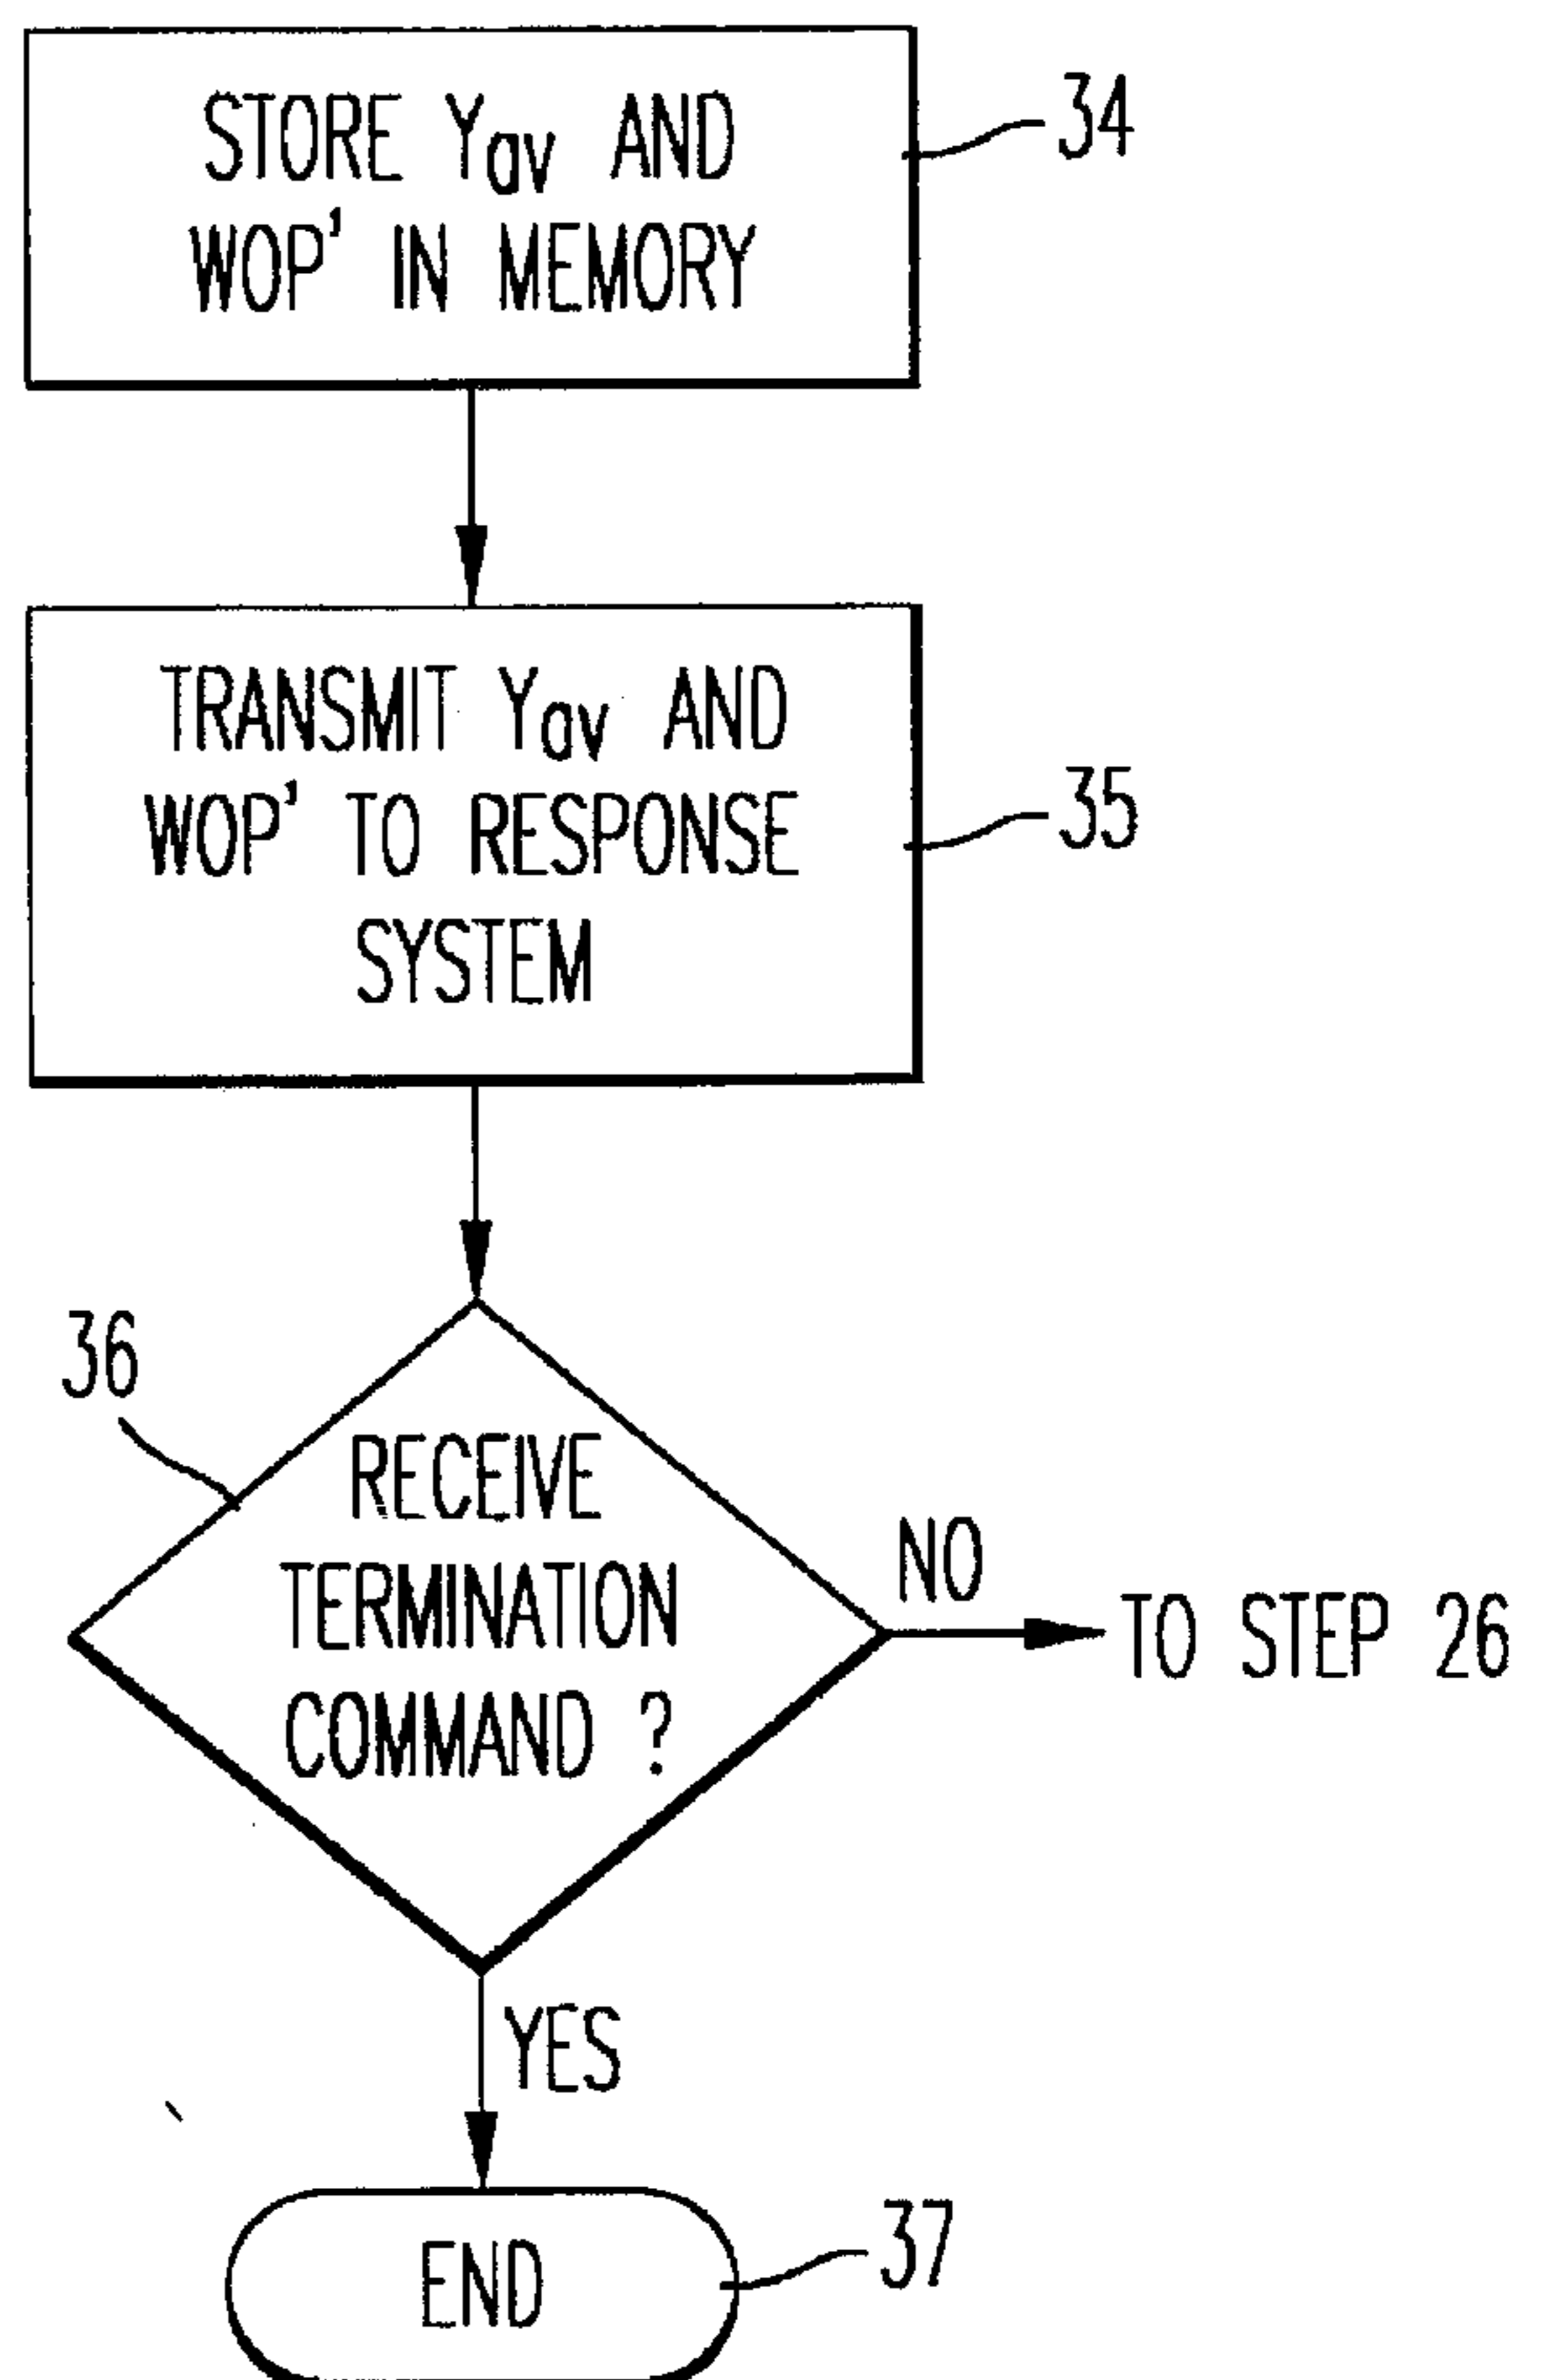 STORE Yav AND
34
WOP' IN MEMORY
TRANSMIT Yav AND
WOP' TO RESPONSE
35
SYSTEM
36
RECEIVE
TERMINATION
COMMAND ?
NO
TO STEP 26
YES
END
37